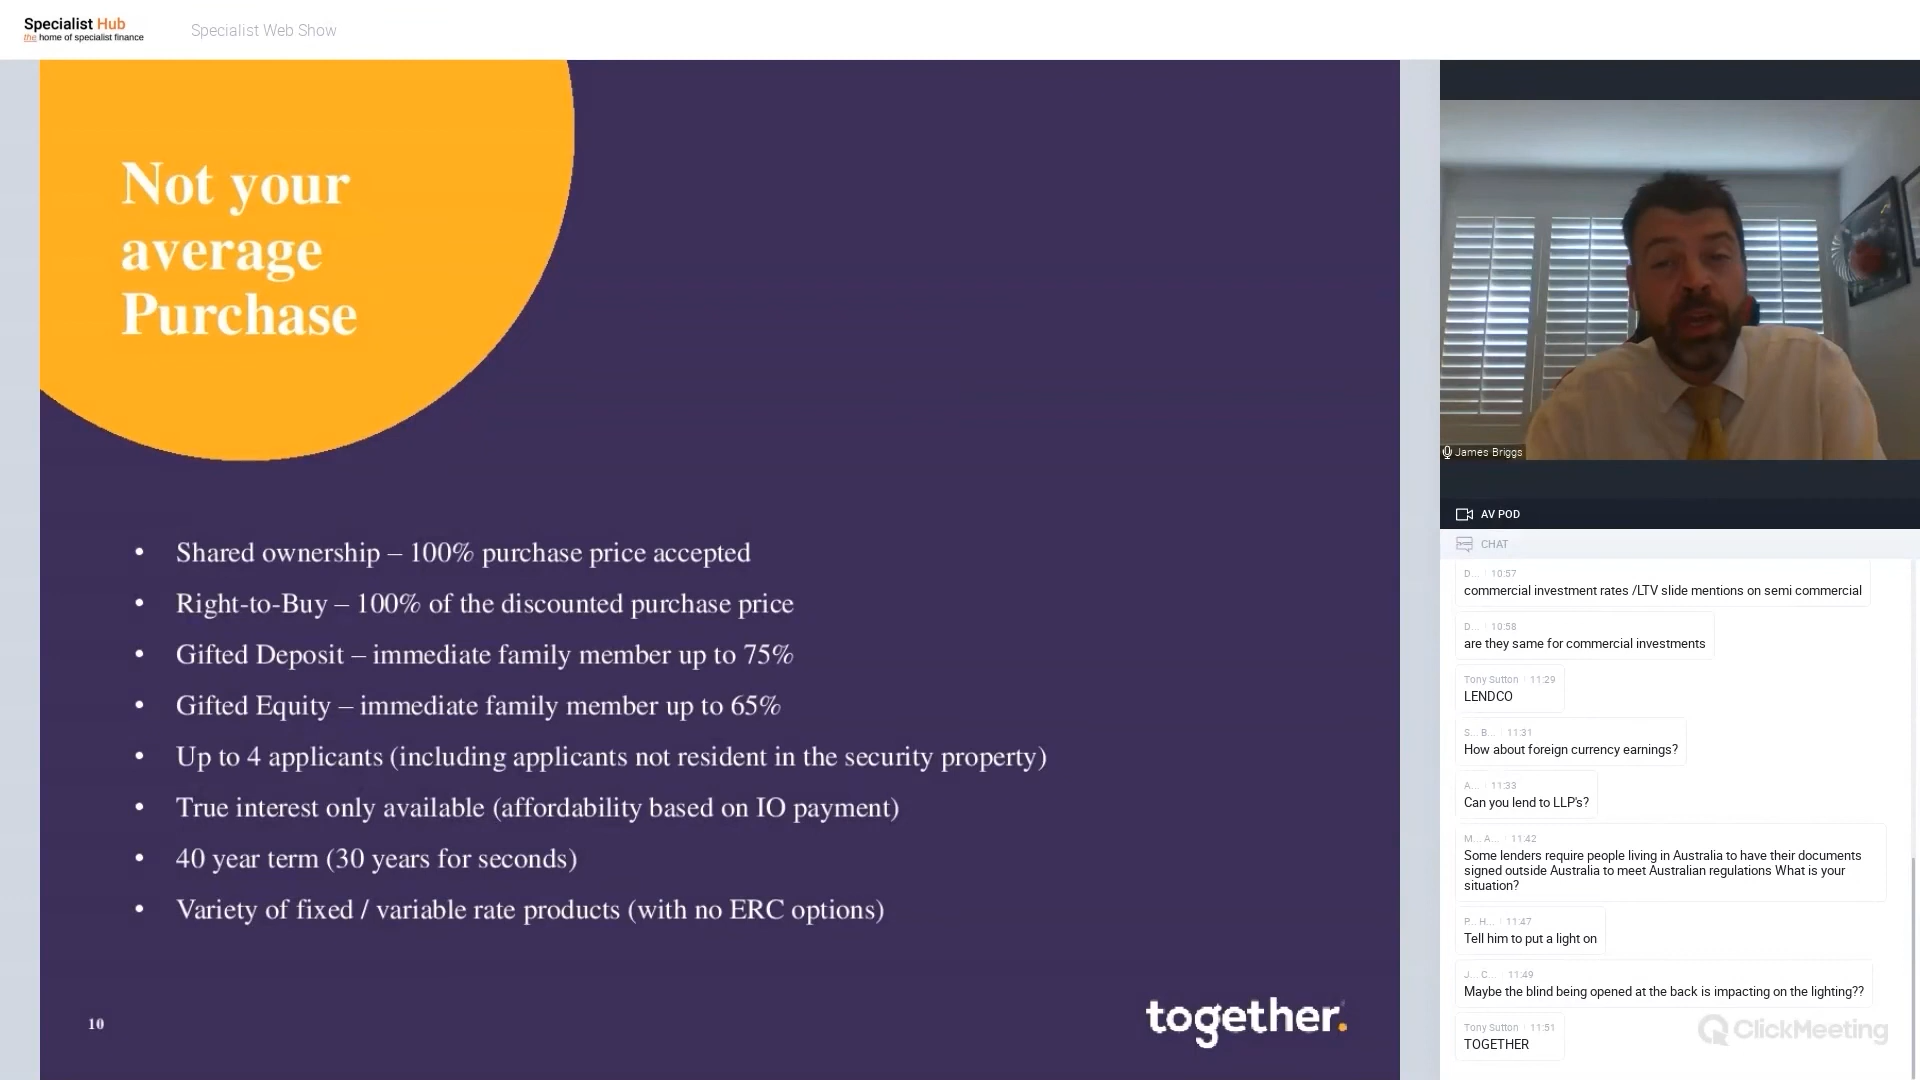 Specialist Hub
the home of specialist finance
Specialist Web Show
Not your
average
Purchase
• Shared ownership – 100% purchase price accepted
• Right-to-Buy – 100% of the discounted purchase price
• Gifted Deposit – immediate family member up to 75%
• Gifted Equity – immediate family member up to 65%
• Up to 4 applicants (including applicants not resident in the security property)
• True interest only available (affordability based on IO payment)
• 40 year term (30 years for seconds)
• Variety of fixed / variable rate products (with no ERC options)
10
together.
James Briggs
AV POD
CHAT
D... 10:57
commercial investment rates /LTV slide mentions on semi commercial
D... 10:58
are they same for commercial investments
Tony Sutton 11:29
LENDCO
S... B... 11:31
How about foreign currency earnings?
A... 11:33
Can you lend to LLP's?
M... A... 11:42
Some lenders require people living in Australia to have their documents
signed outside Australia to meet Australian regulations What is your
situation?
P... H... 11:47
Tell him to put a light on
J... C... 11:49
Maybe the blind being opened at the back is impacting on the lighting??
Tony Sutton 11:51
TOGETHER
ClickMeeting